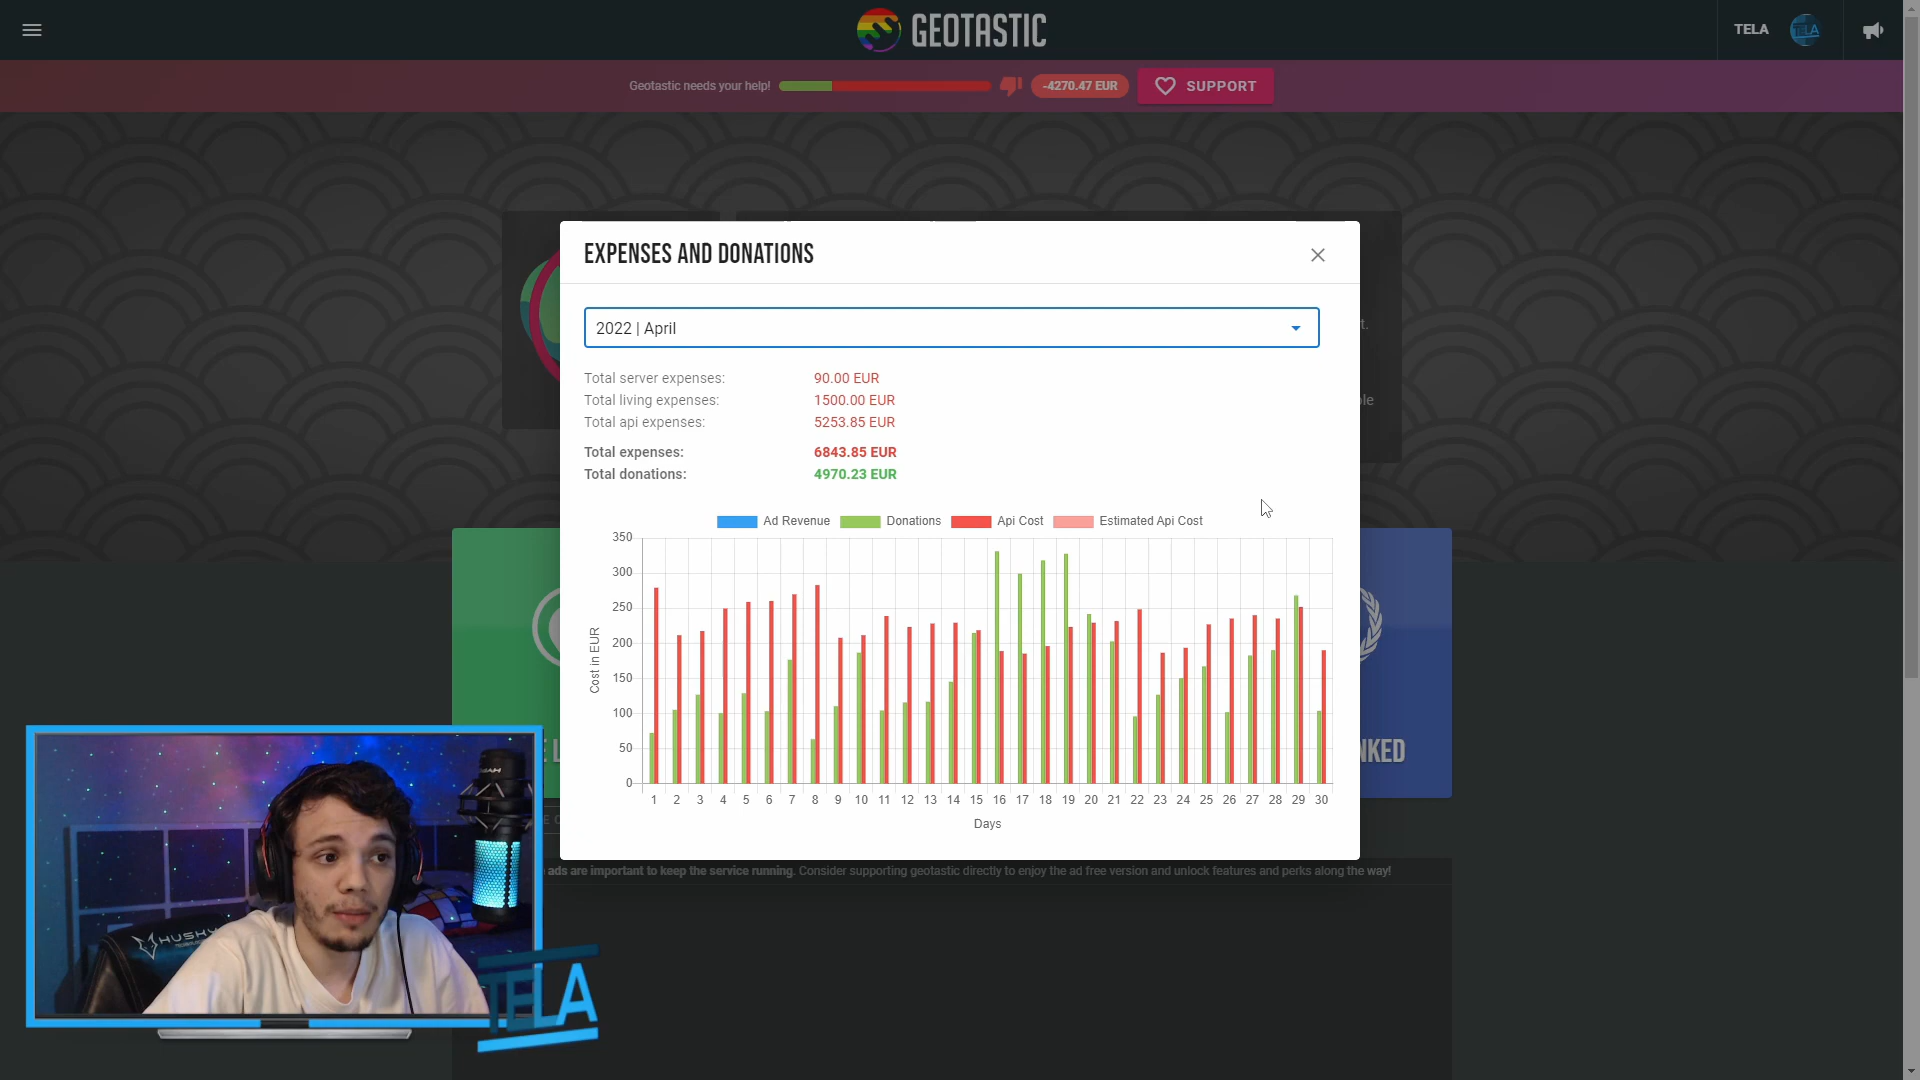 GEOTASTIC
TELA
TELA
Geotastic needs your help!
-4270.47 EUR
SUPPORT
EXPENSES AND DONATIONS
2022 | April
Total server expenses: 90.00 EUR
Total living expenses: 1500.00 EUR
Total api expenses: 5253.85 EUR
Total expenses: 6843.85 EUR
Total donations: 4970.23 EUR
Ad Revenue Donations Api Cost Estimated Api Cost
350
300
250
200
150
100
50
0
Cost in EUR
1 2 3 4 5 6 7 8 9 10 11 12 13 14 15 16 17 18 19 20 21 22 23 24 25 26 27 28 29 30
Days
ads are important to keep the service running. Consider supporting geotastic directly to enjoy the ad free version and unlock features and perks along the way!
HUSKY
TELA